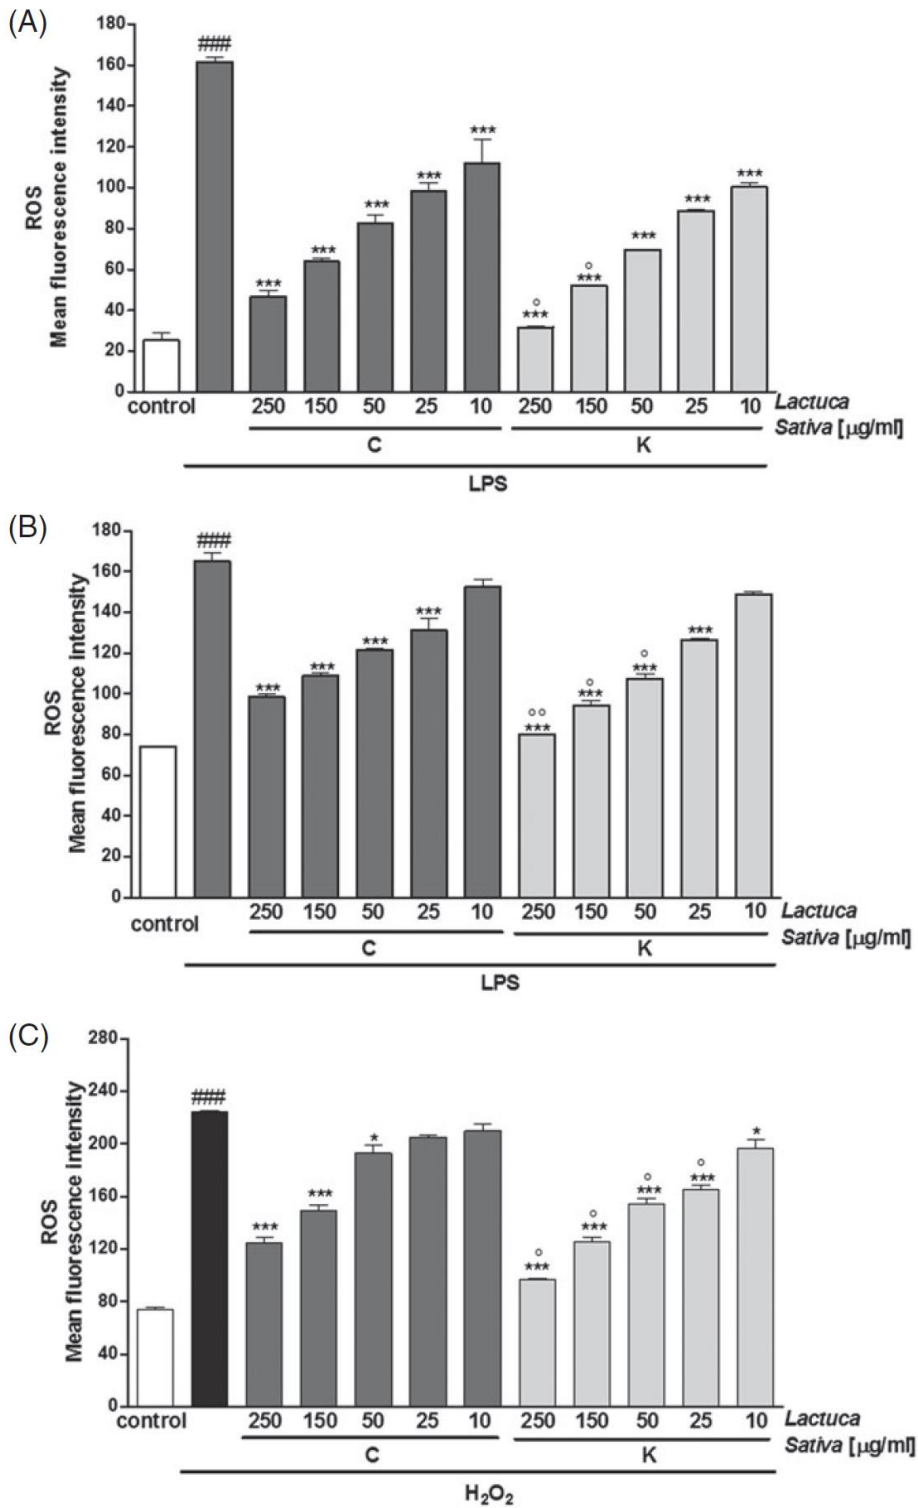 (A)
180
160
140
120
100
80
60
40
20
0
ROS
Mean fluorescence intensity
###
***
***
***
***
***
°
***
°
***
***
***
***
control
250 150 50 25 10 250 150 50 25 10 Lactuca
Sativa [µg/ml]
C K
LPS
(B)
180
160
140
120
100
80
60
40
20
0
ROS
Mean fluorescence intensity
###
***
***
***
***
°°
***
°
***
°
***
***
control
250 150 50 25 10 250 150 50 25 10 Lactuca
Sativa [µg/ml]
C K
LPS
(C)
280
240
200
160
120
80
40
0
ROS
Mean fluorescence intensity
###
***
***
*
°
***
°
***
°
***
°
***
*
control
250 150 50 25 10 250 150 50 25 10 Lactuca
Sativa [µg/ml]
C K
H₂O₂